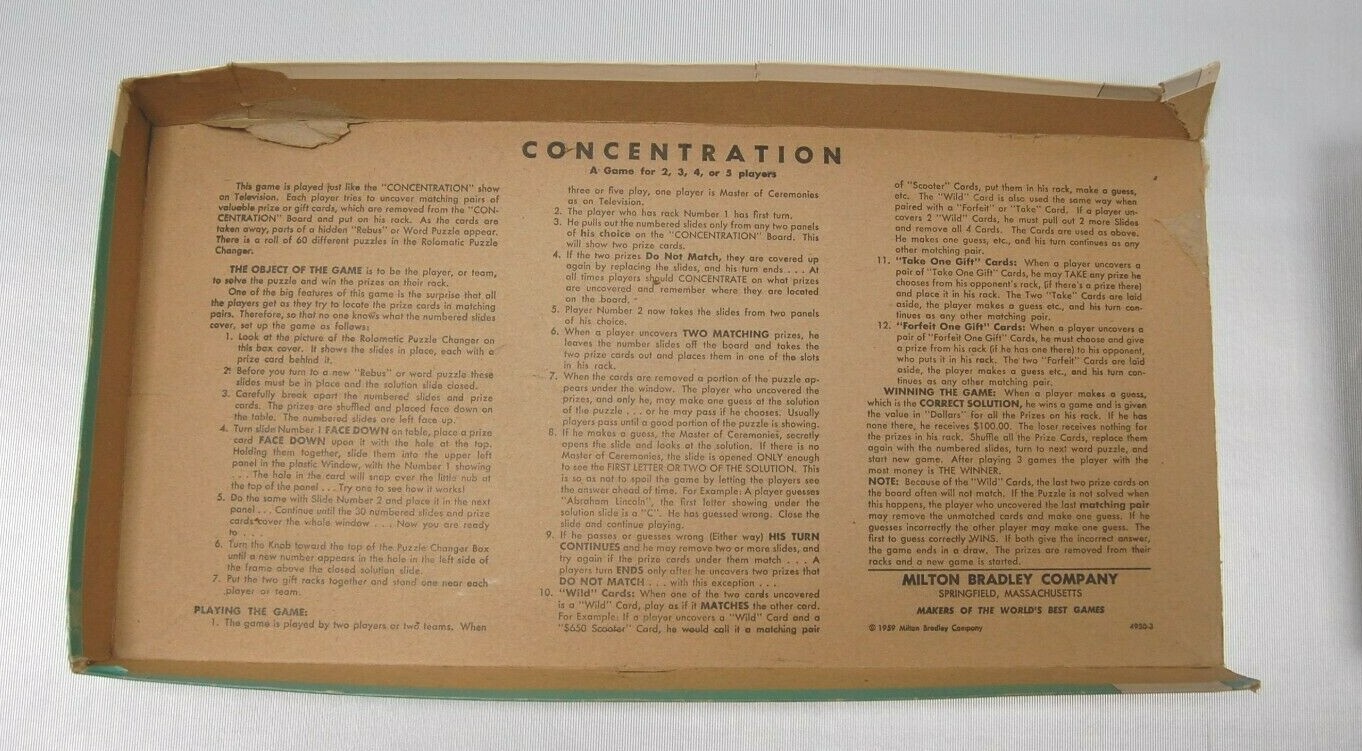 CONCENTRATION
A Game for 2, 3, 4, or 5 players
This game is played just like the "CONCENTRATION" show
on Television. Each player tries to uncover matching pairs of
valuable prize or gift cards, which are removed from the "CON-
CENTRATION" Board and put on his rack. As the cards are
taken away, parts of a hidden "Rebus" or Word Puzzle appear.
There is a roll of 60 different puzzles in the Rolomatic Puzzle
Changer.
THE OBJECT OF THE GAME is to be the player, or team,
to solve the puzzle and win the prizes on their rack.
One of the big features of this game is the surprise that all
the players get as they try to locate the prize cards in matching
pairs. Therefore, so that no one knows what the numbered slides
cover, set up the game as follows:
1. Look at the picture of the Rolomatic Puzzle Changer on
this box cover. It shows the slides in place, each with a
prize card behind it.
2. Before you turn to a new "Rebus" or word puzzle these
slides must be in place and the solution slide closed.
3. Carefully break apart the numbered slides and prize
cards. The prizes are shuffled and placed face down on
the table. The numbered slides are left face up.
4. Turn slide Number 1 FACE DOWN on table, place a prize
card FACE DOWN upon it with the hole at the top.
Holding them together, slide them into the upper left
panel in the plastic Window, with the Number 1 showing
. . . The hole in the card will snap over the little nub at
the top of the panel . . . Try one to see how it works!
5. Do the same with Slide Number 2 and place it in the next
panel . . . Continue until the 30 numbered slides and prize
cards cover the whole window . . . Now you are ready
to . . .
6. Turn the Knob toward the top of the Puzzle Changer Box
until a new number appears in the hole in the left side of
the frame above the closed solution slide.
7. Put the two gift racks together and stand one near each
player or team.
PLAYING THE GAME:
1. The game is played by two players or two teams. When
three or five play, one player is Master of Ceremonies
as on Television.
2. The player who has rack Number 1 has first turn.
3. He pulls out the numbered slides only from any two panels
of his choice on the "CONCENTRATION" Board. This
will show two prize cards.
4. If the two prizes Do Not Match, they are covered up
again by replacing the slides, and his turn ends . . . At
all times players should CONCENTRATE on what prizes
are uncovered and remember where they are located
on the board.
5. Player Number 2 now takes the slides from two panels
of his choice.
6. When a player uncovers TWO MATCHING prizes, he
leaves the number slides off the board and takes the
two prize cards out and places them in one of the slots
in his rack.
7. When the cards are removed a portion of the puzzle ap-
pears under the window. The player who uncovered the
prizes, and only he, may make one guess at the solution
of the puzzle . . . or he may pass if he chooses. Usually
players pass until a good portion of the puzzle is showing.
8. If he makes a guess, the Master of Ceremonies, secretly
opens the slide and looks at the solution. If there is no
Master of Ceremonies, the slide is opened ONLY enough
to see the FIRST LETTER OR TWO OF THE SOLUTION. This
is so as not to spoil the game by letting the players see
the answer ahead of time. For Example: A player guesses
"Abraham Lincoln", the first letter showing under the
solution slide is a "C". He has guessed wrong. Close the
slide and continue playing.
9. If he passes or guesses wrong (Either way) HIS TURN
CONTINUES and he may remove two or more slides, and
try again if the prize cards under them match . . . A
players turn ENDS only after he uncovers two prizes that
DO NOT MATCH . . . with this exception . . .
10. "Wild" Cards: When one of the two cards uncovered
is a "Wild" Card, play as if it MATCHES the other card.
For Example: If a player uncovers a "Wild" Card and a
"$650 Scooter" Card, he would call it a matching pair
of "Scooter" Cards, put them in his rack, make a guess,
etc. The "Wild" Card is also used the same way when
paired with a "Forfeit" or "Take" Card. If a player un-
covers 2 "Wild" Cards, he must pull out 2 more Slides
and remove all 4 Cards. The Cards are used as above.
He makes one guess, etc., and his turn continues as any
other matching pair.
11. "Take One Gift" Cards: When a player uncovers a
pair of "Take One Gift" Cards, he may TAKE any prize he
chooses from his opponent's rack, (if there's a prize there)
and place it in his rack. The Two "Take" Cards are laid
aside, the player makes a guess etc., and his turn con-
tinues as any other matching pair.
12. "Forfeit One Gift" Cards: When a player uncovers a
pair of "Forfeit One Gift" Cards, he must choose and give
a prize from his rack (if he has one there) to his opponent,
who puts it in his rack. The two "Forfeit" Cards are laid
aside, the player makes a guess etc., and his turn con-
tinues as any other matching pair.
WINNING THE GAME: When a player makes a guess,
which is the CORRECT SOLUTION, he wins a game and is given
the value in "Dollars" for all the Prizes on his rack. If he has
none there, he receives $100.00. The loser receives nothing for
the prizes in his rack. Shuffle all the Prize Cards, replace them
again with the numbered slides, turn to next word puzzle, and
start new game. After playing 3 games the player with the
most money is THE WINNER.
NOTE: Because of the "Wild" Cards, the last two prize cards on
the board often will not match. If the Puzzle is not solved when
this happens, the player who uncovered the last matching pair
may remove the unmatched cards and make one guess. If he
guesses incorrectly the other player may make one guess. The
first to guess correctly WINS. If both give the incorrect answer,
the game ends in a draw. The prizes are removed from their
racks and a new game is started.
MILTON BRADLEY COMPANY
SPRINGFIELD, MASSACHUSETTS
MAKERS OF THE WORLD'S BEST GAMES
© 1959 Milton Bradley Company 4950-3